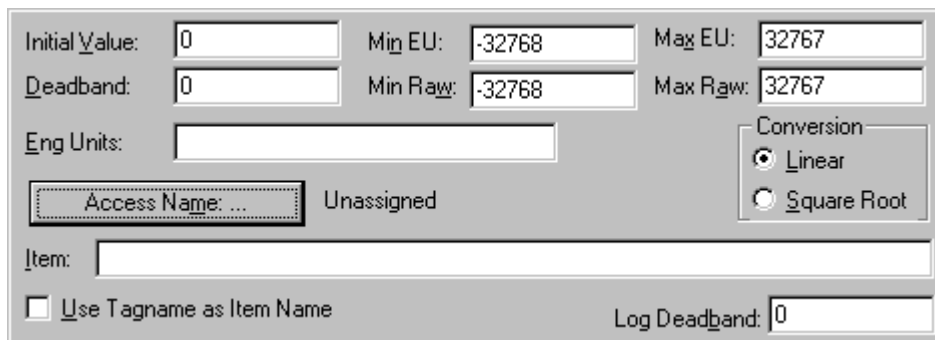 Initial Value: 0 Min EU: -32768 Max EU: 32767
Deadband: 0 Min Raw: -32768 Max Raw: 32767
Eng Units:
Conversion
Linear
Access Name: ... Unassigned
Square Root
Item:
Use Tagname as Item Name
Log Deadband: 0